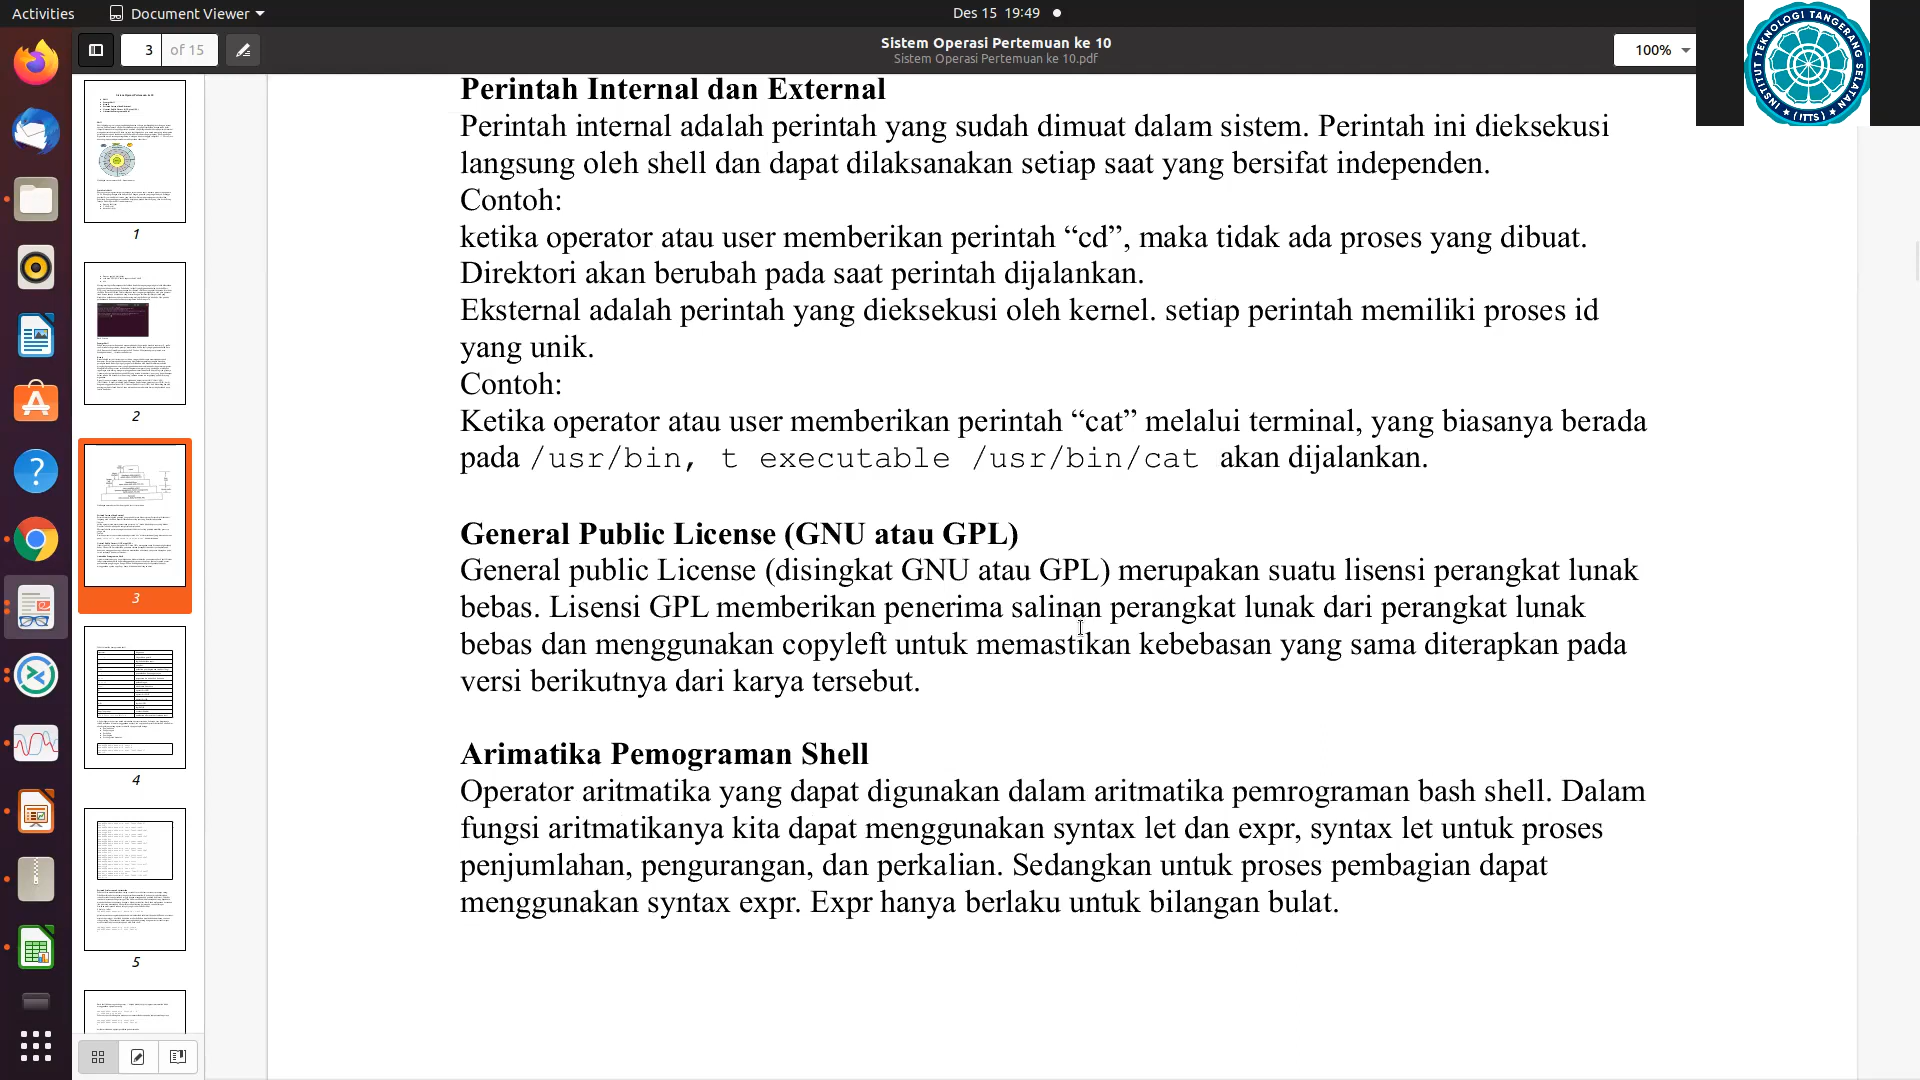 Activities
Document Viewer
Des 15 19:49
3 of 15
Sistem Operasi Pertemuan ke 10
Sistem Operasi Pertemuan ke 10.pdf
100%
INSTITUT TEKNOLOGI TANGERANG SELATAN
(ITTS)
1
2
3
4
5
Perintah Internal dan External
Perintah internal adalah perintah yang sudah dimuat dalam sistem. Perintah ini dieksekusi
langsung oleh shell dan dapat dilaksanakan setiap saat yang bersifat independen.
Contoh:
ketika operator atau user memberikan perintah “cd”, maka tidak ada proses yang dibuat.
Direktori akan berubah pada saat perintah dijalankan.
Eksternal adalah perintah yang dieksekusi oleh kernel. setiap perintah memiliki proses id
yang unik.
Contoh:
Ketika operator atau user memberikan perintah “cat” melalui terminal, yang biasanya berada
pada /usr/bin, t executable /usr/bin/cat akan dijalankan.
General Public License (GNU atau GPL)
General public License (disingkat GNU atau GPL) merupakan suatu lisensi perangkat lunak
bebas. Lisensi GPL memberikan penerima salinan perangkat lunak dari perangkat lunak
bebas dan menggunakan copyleft untuk memastikan kebebasan yang sama diterapkan pada
versi berikutnya dari karya tersebut.
Arimatika Pemograman Shell
Operator aritmatika yang dapat digunakan dalam aritmatika pemrograman bash shell. Dalam
fungsi aritmatikanya kita dapat menggunakan syntax let dan expr, syntax let untuk proses
penjumlahan, pengurangan, dan perkalian. Sedangkan untuk proses pembagian dapat
menggunakan syntax expr. Expr hanya berlaku untuk bilangan bulat.